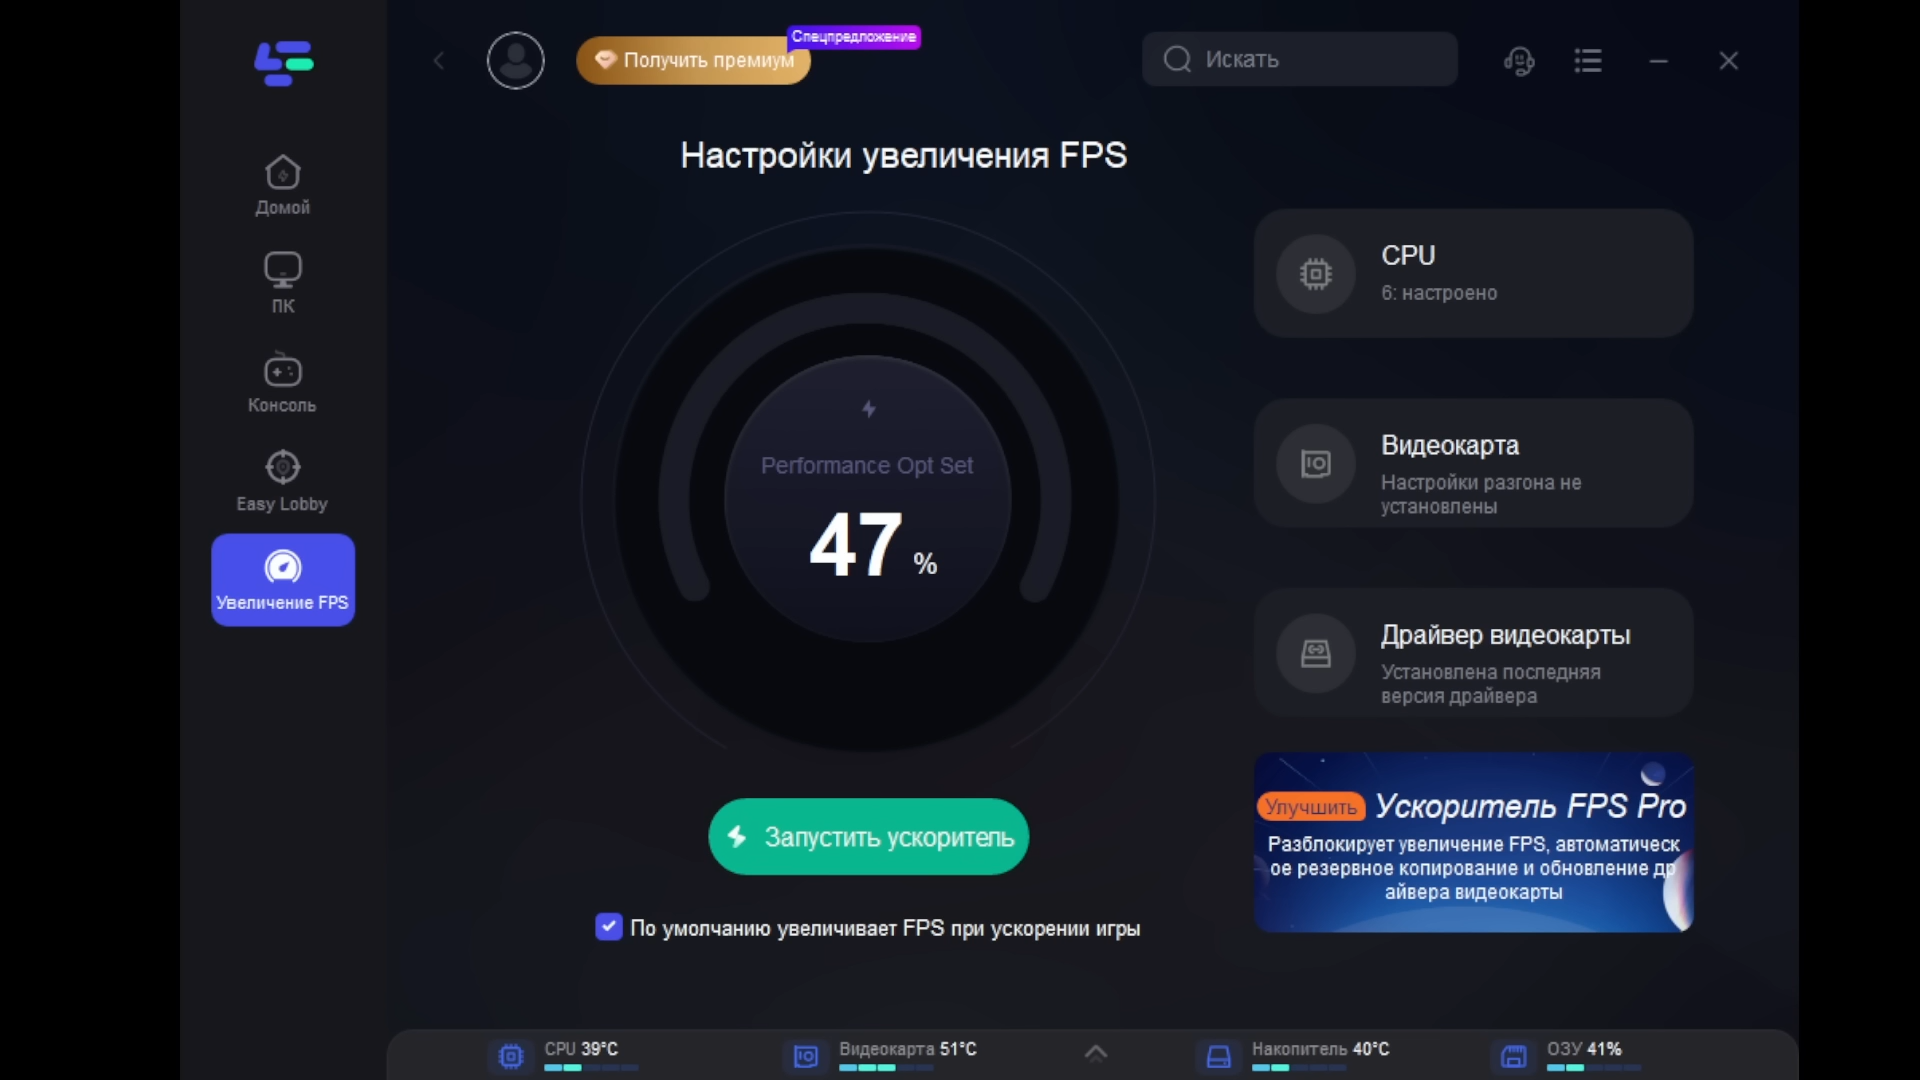 Спецпредложение
Получить премиум
Искать
Домой
ПК
Консоль
Easy Lobby
Увеличение FPS
Настройки увеличения FPS
Performance Opt Set
47 %
Запустить ускоритель
По умолчанию увеличивает FPS при ускорении игры
CPU
6: настроено
Видеокарта
Настройки разгона не
установлены
Драйвер видеокарты
Установлена последняя
версия драйвера
Улучшить Ускоритель FPS Pro
Разблокирует увеличение FPS, автоматическ
ое резервное копирование и обновление др
айвера видеокарты
CPU 39°C
Видеокарта 51°C
Накопитель 40°C
ОЗУ 41%